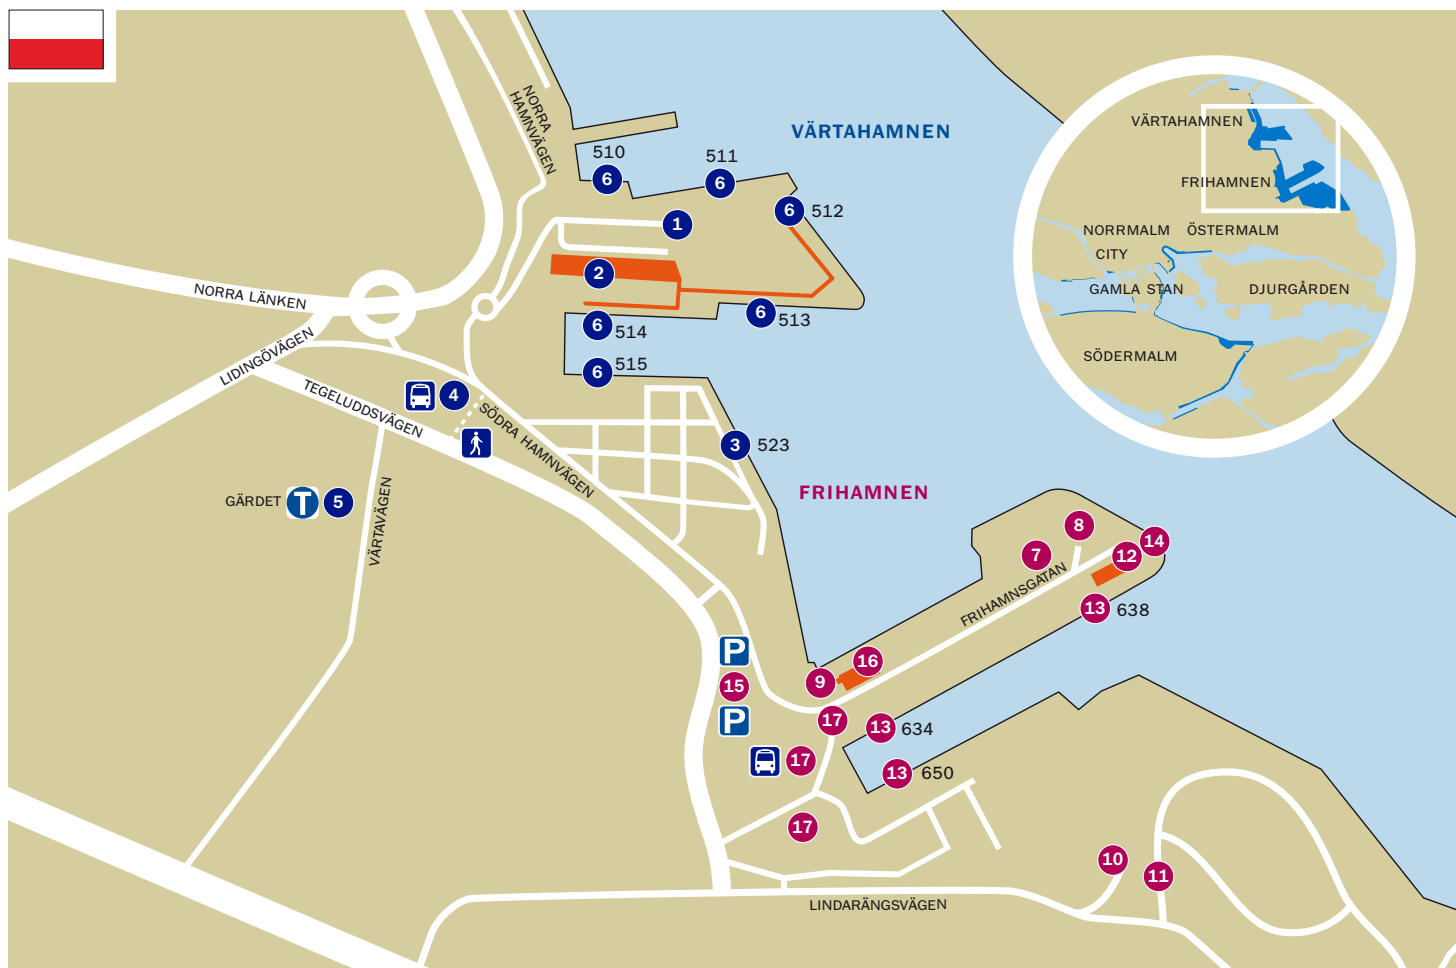 NORRA
HAMNVÄGEN
VÄRTAHAMNEN
510
6
511
6
6
512
1
2
6
513
6
514
6
515
NORRA LÄNKEN
LIDINGÖVÄGEN
TEGELUDDSVÄGEN
4
SÖDRA HAMNVÄGEN
3
523
GÄRDET
T
5
VÄRTAVÄGEN
FRIHAMNEN
VÄRTAHAMNEN
FRIHAMNEN
NORRMALM
ÖSTERMALM
CITY
GAMLA STAN
DJURGÅRDEN
SÖDERMALM
8
7
14
12
FRIHAMNSGATAN
13
638
P
16
9
15
P
17
13
634
17
13
650
17
10
11
LINDARÄNGSVÄGEN